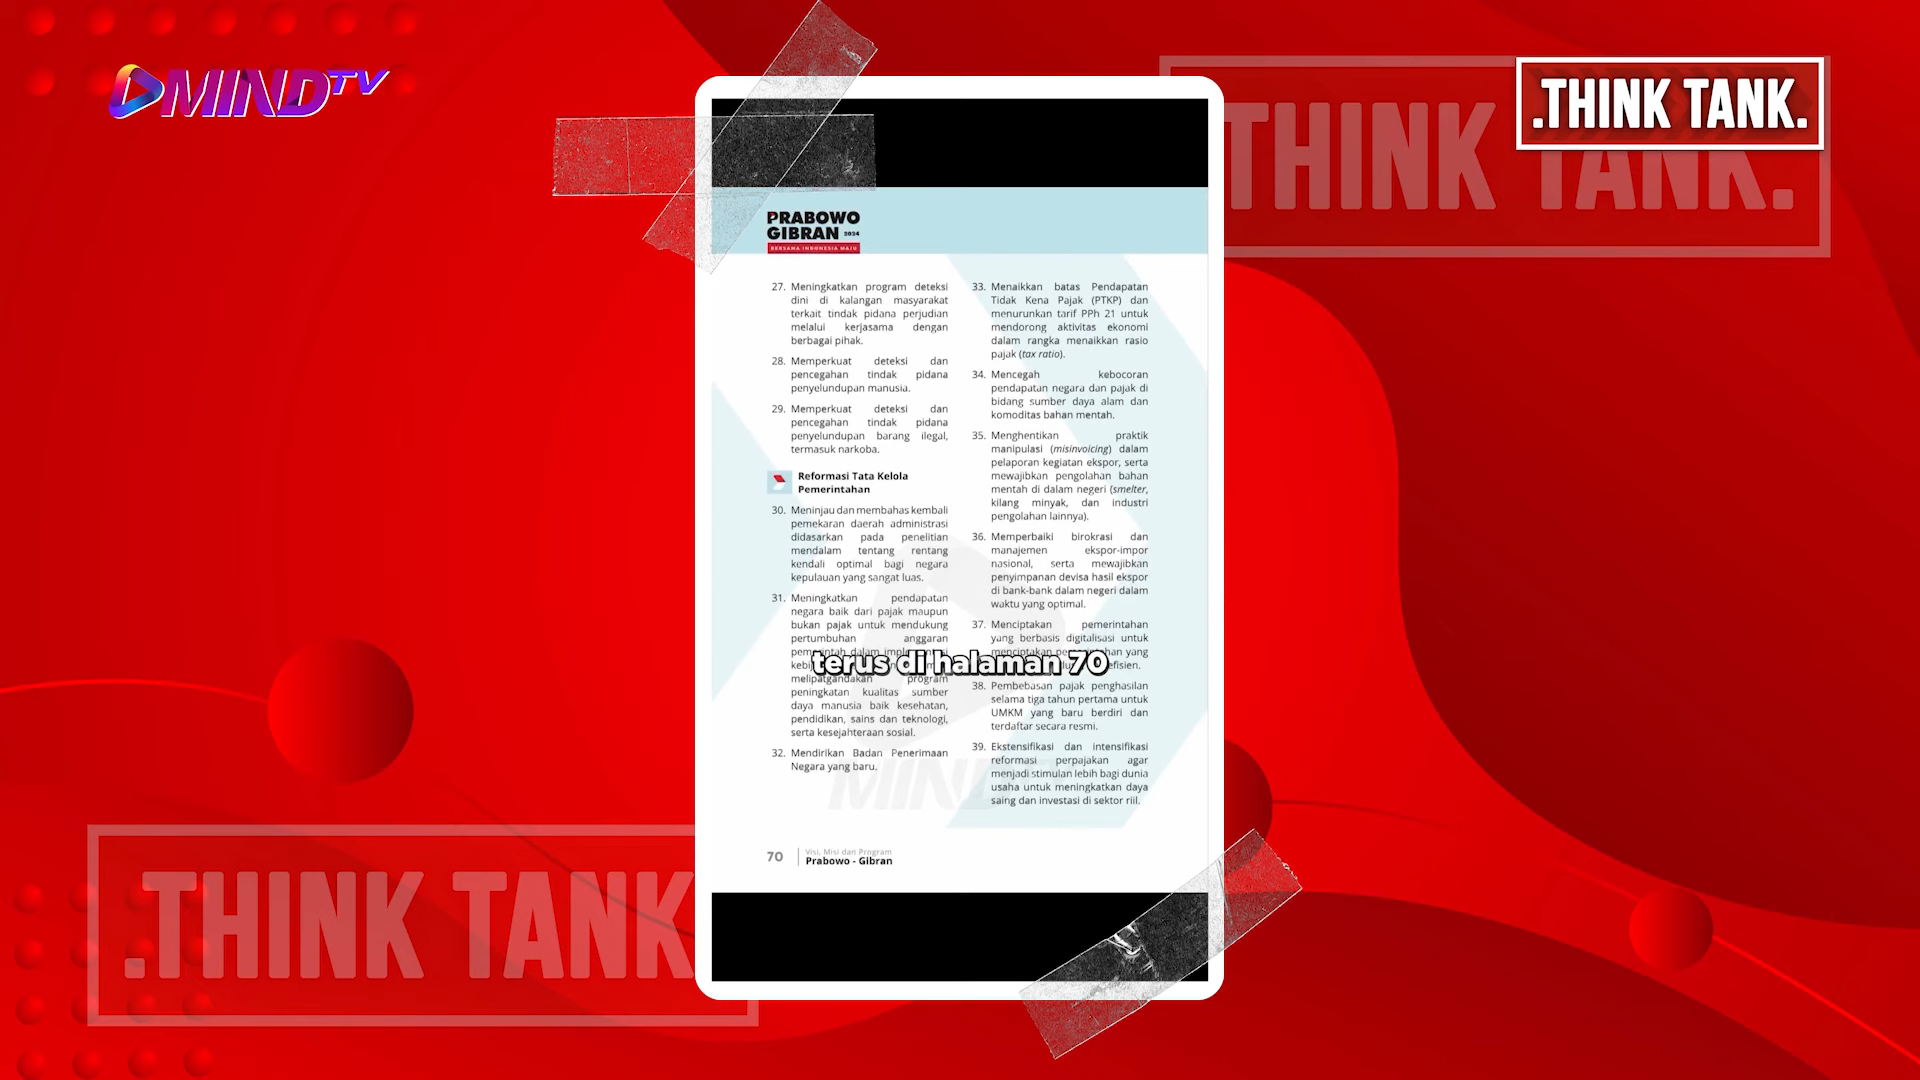 MIND TV
.THINK TANK.
THINK TANK.
PRABOWO
GIBRAN 2024
BERSAMA INDONESIA MAJU
27. Meningkatkan program deteksi
dini di kalangan masyarakat
terkait tindak pidana perjudian
melalui kerjasama dengan
berbagai pihak.
28. Memperkuat deteksi dan
pencegahan tindak pidana
penyelundupan manusia.
29. Memperkuat deteksi dan
pencegahan tindak pidana
penyelundupan barang ilegal,
termasuk narkoba.
Reformasi Tata Kelola
Pemerintahan
30. Meninjau dan membahas kembali
pemekaran daerah administrasi
didasarkan pada penelitian
mendalam tentang rentang
kendali optimal bagi negara
kepulauan yang sangat luas.
31. Meningkatkan pendapatan
negara baik dari pajak maupun
bukan pajak untuk mendukung
pertumbuhan anggaran
dalam
melipatgandakan program
peningkatan kualitas sumber
daya manusia baik kesehatan,
pendidikan, sains dan teknologi,
serta kesejahteraan sosial.
32. Mendirikan Badan Penerimaan
Negara yang baru.
33. Menaikkan batas Pendapatan
Tidak Kena Pajak (PTKP) dan
menurunkan tarif PPh 21 untuk
mendorong aktivitas ekonomi
dalam rangka menaikkan rasio
pajak (tax ratio).
34. Mencegah kebocoran
pendapatan negara dan pajak di
bidang sumber daya alam dan
komoditas bahan mentah.
35. Menghentikan praktik
manipulasi (misinvoicing) dalam
pelaporan kegiatan ekspor, serta
mewajibkan pengolahan bahan
mentah di dalam negeri (smelter,
kilang minyak, dan industri
pengolahan lainnya).
36. Memperbaiki birokrasi dan
manajemen ekspor-impor
nasional, serta mewajibkan
penyimpanan devisa hasil ekspor
di bank-bank dalam negeri dalam
waktu yang optimal.
37. Menciptakan pemerintahan
yang berbasis digitalisasi untuk
menciptakan yang
efisien.
38. Pembebasan pajak penghasilan
selama tiga tahun pertama untuk
UMKM yang baru berdiri dan
terdaftar secara resmi.
39. Ekstensifikasi dan intensifikasi
reformasi perpajakan agar
menjadi stimulan lebih bagi dunia
usaha untuk meningkatkan daya
saing dan investasi di sektor riil.
terus di halaman 70
MIND
70
Visi, Misi dan Program
Prabowo - Gibran
.THINK TANK